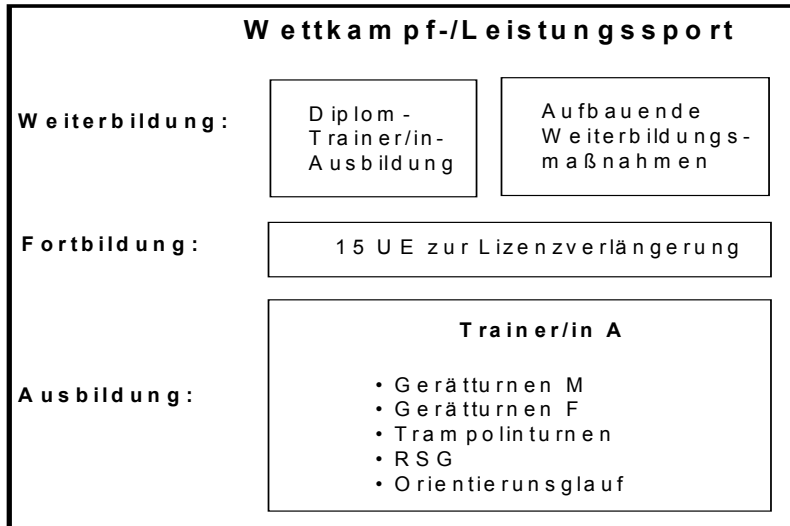 Wettkampf-/Leistungssport
Weiterbildung:
Diplom-
Trainer/in-
Ausbildung
Aufbauende
Weiterbildungs-
maßnahmen
Fortbildung:
15 UE zur Lizenzverlängerung
Ausbildung:
Trainer/in A
• Gerätturnen M
• Gerätturnen F
• Trampolinturnen
• RSG
• Orientierunsglauf